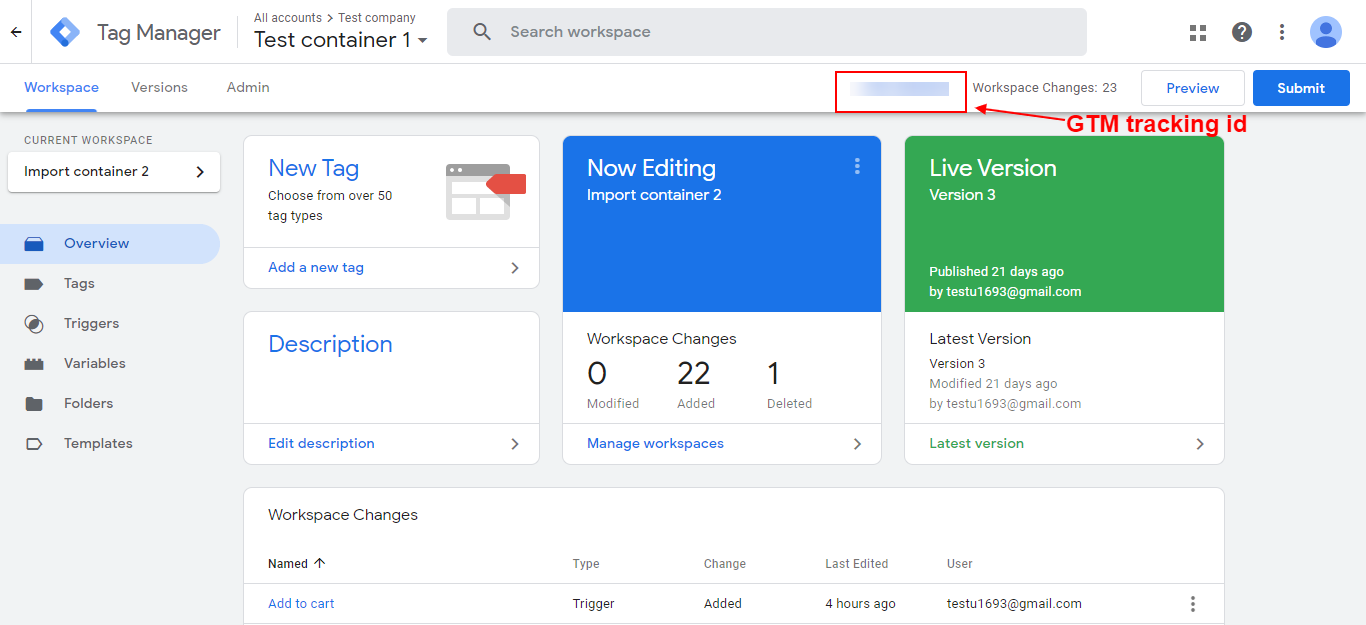 All accounts > Test company
Tag Manager
Test container 1
Search workspace
Workspace
Versions
Admin
Workspace Changes: 23
Preview
Submit
GTM tracking id
CURRENT WORKSPACE
Import container 2
Overview
Tags
Triggers
Variables
Folders
Templates
New Tag
Choose from over 50
tag types
Add a new tag
Description
Edit description
Now Editing
Import container 2
Workspace Changes
0 22 1
Modified Added Deleted
Manage workspaces
Live Version
Version 3
Published 21 days ago
by testu1693@gmail.com
Latest Version
Version 3
Modified 21 days ago
by testu1693@gmail.com
Latest version
Workspace Changes
Named Type Change Last Edited User
Add to cart Trigger Added 4 hours ago testu1693@gmail.com